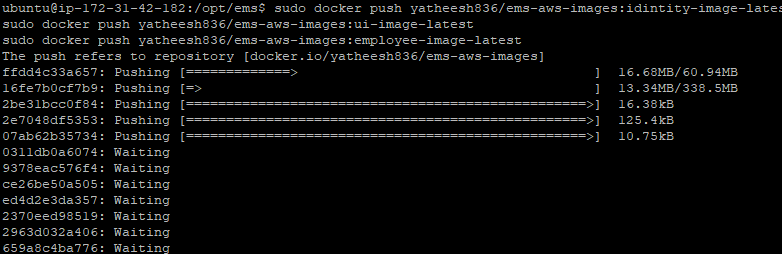 ubuntu@ip-172-31-42-182:/opt/ems$ sudo docker push yatheesh836/ems-aws-images:idintity-image-lates
sudo docker push yatheesh836/ems-aws-images:ui-image-latest
sudo docker push yatheesh836/ems-aws-images:employee-image-latest
The push refers to repository [docker.io/yatheesh836/ems-aws-images]
ffdd4c33a657: Pushing [=============>                                     ]  16.68MB/60.94MB
16fe7b0cf7b9: Pushing [=>                                                 ]  13.34MB/338.5MB
2be31bcc0f84: Pushing [==================================================>]  16.38kB
2e7048df5353: Pushing [==================================================>]  125.4kB
07ab62b35734: Pushing [==================================================>]  10.75kB
0311db0a6074: Waiting
9378eac576f4: Waiting
ce26be50a505: Waiting
ed4d2e3da357: Waiting
2370eed98519: Waiting
2963d032a406: Waiting
659a8c4ba776: Waiting